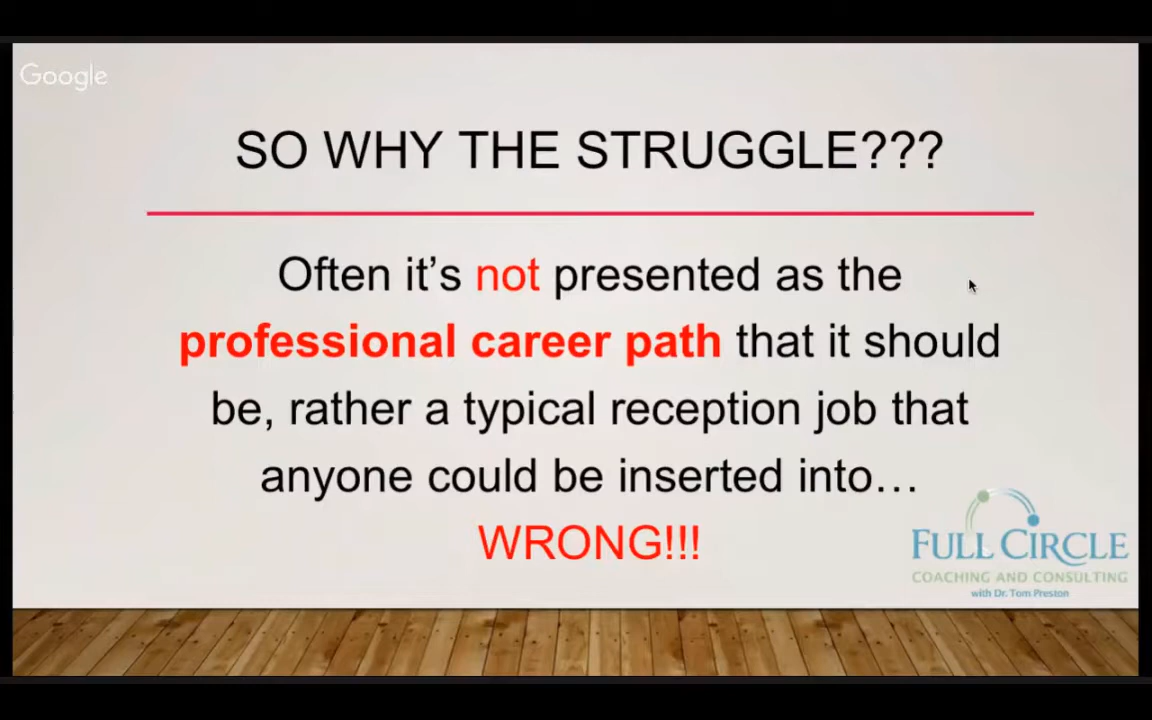 Google
SO WHY THE STRUGGLE???
Often it’s not presented as the
professional career path that it should
be, rather a typical reception job that
anyone could be inserted into…
WRONG!!!
FULL CIRCLE
COACHING AND CONSULTING
with Dr. Tom Preston